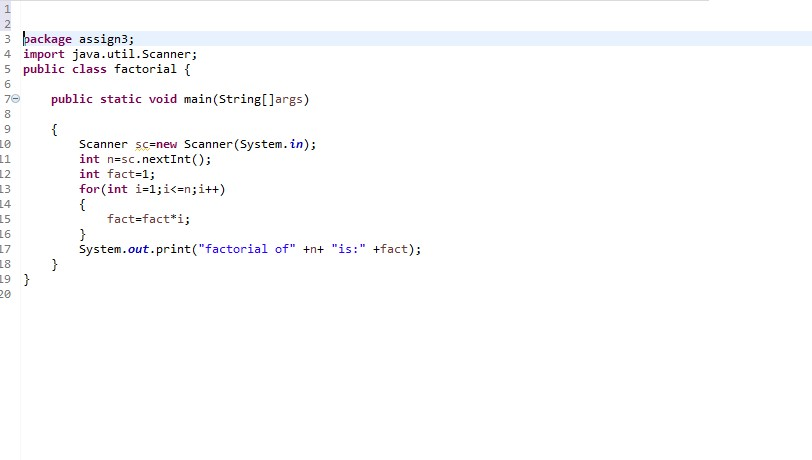 1
2
3 package assign3;
4 import java.util.Scanner;
5 public class factorial {
6
7 public static void main(String[]args)
8
9 {
10 Scanner sc=new Scanner(System.in);
11 int n=sc.nextInt();
12 int fact=1;
13 for(int i=1;i<=n;i++)
14 {
15 fact=fact*i;
16 }
17 System.out.print("factorial of" +n+ "is:" +fact);
18 }
19 }
20